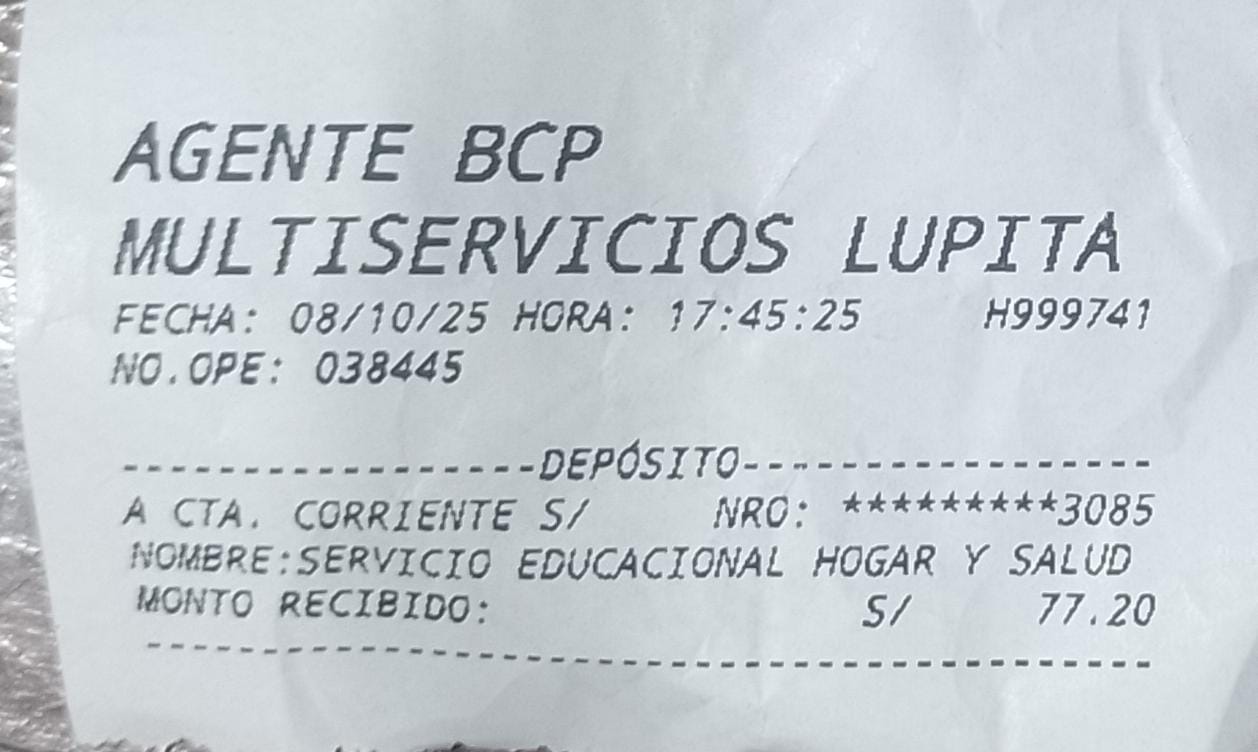 AGENTE BCP
MULTISERVICIOS LUPITA
FECHA: 08/10/25 HORA: 17:45:25 H999741
NO.OPE: 038445
-----------------DEPÓSITO-----------------
A CTA. CORRIENTE S/ NRO: *********3085
NOMBRE:SERVICIO EDUCACIONAL HOGAR Y SALUD
MONTO RECIBIDO: S/ 77.20
-----------------------------------------